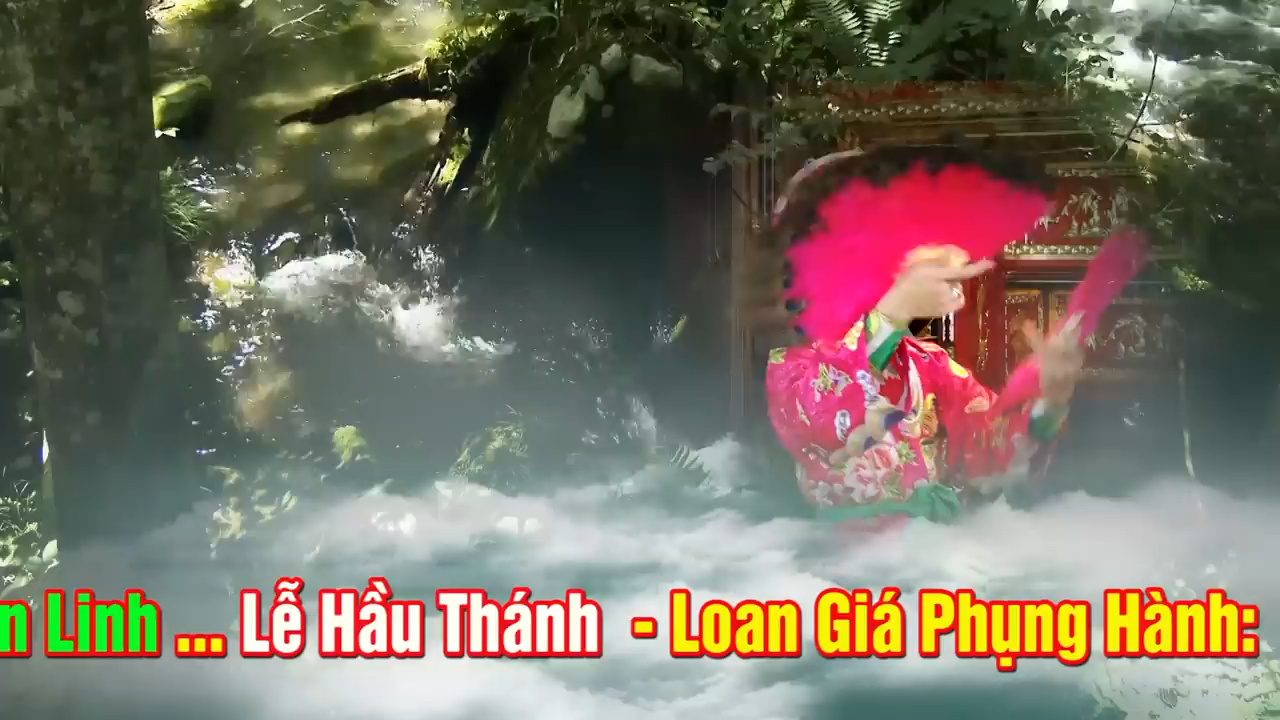 Linh ... Lễ Hầu Thánh - Loan Giá Phụng Hành: